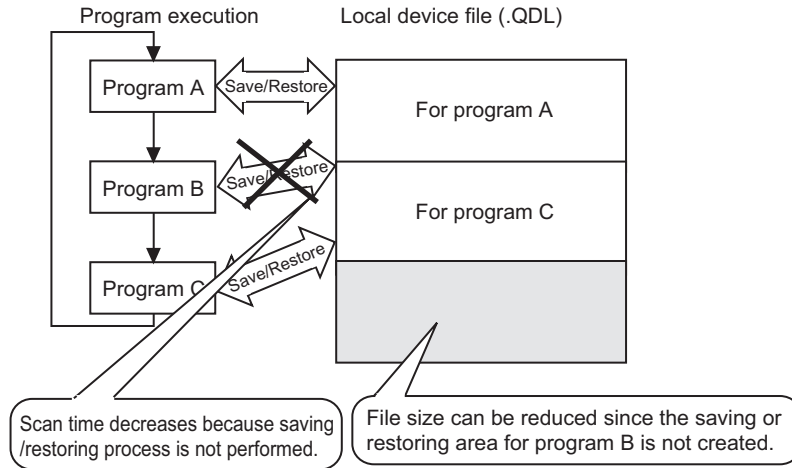 Program execution
Local device file (.QDL)
Program A
Save/Restore
For program A
Program B
Save/Restore
For program C
Program C
Save/Restore
Scan time decreases because saving
/restoring process is not performed.
File size can be reduced since the saving or
restoring area for program B is not created.